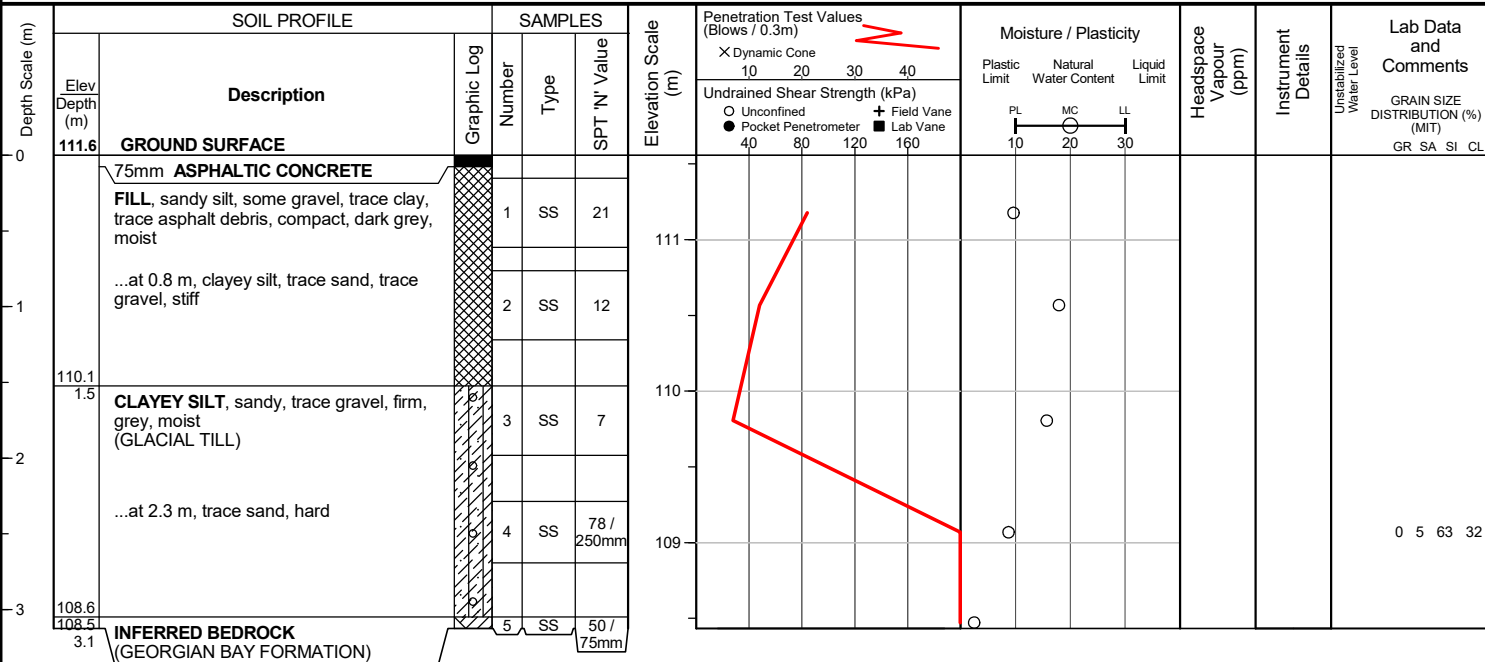 SOIL PROFILE
SAMPLES
Depth Scale (m)
Elev
Depth
(m)
Description
Graphic Log
Number
Type
SPT 'N' Value
Elevation Scale
(m)
Penetration Test Values
(Blows / 0.3m)
× Dynamic Cone
10 20 30 40
Undrained Shear Strength (kPa)
Unconfined + Field Vane
Pocket Penetrometer Lab Vane
40 80 120 160
Moisture / Plasticity
Plastic
Limit
Natural
Water Content
Liquid
Limit
PL MC LL
10 20 30
Headspace
Vapour
(ppm)
Instrument
Details
Unstabilized
Water Level
Lab Data
and
Comments
GRAIN SIZE
DISTRIBUTION (%)
(MIT)
GR SA SI CL
111.6 GROUND SURFACE
0
75mm ASPHALTIC CONCRETE
FILL, sandy silt, some gravel, trace clay,
trace asphalt debris, compact, dark grey,
moist
1 SS 21
111
...at 0.8 m, clayey silt, trace sand, trace
gravel, stiff
1
2 SS 12
110.1
1.5
110
CLAYEY SILT, sandy, trace gravel, firm,
grey, moist
(GLACIAL TILL)
3 SS 7
2
...at 2.3 m, trace sand, hard
4 SS 78 /
250mm
109
0 5 63 32
3
108.6
108.5
3.1
INFERRED BEDROCK
(GEORGIAN BAY FORMATION)
5 SS 50 /
75mm